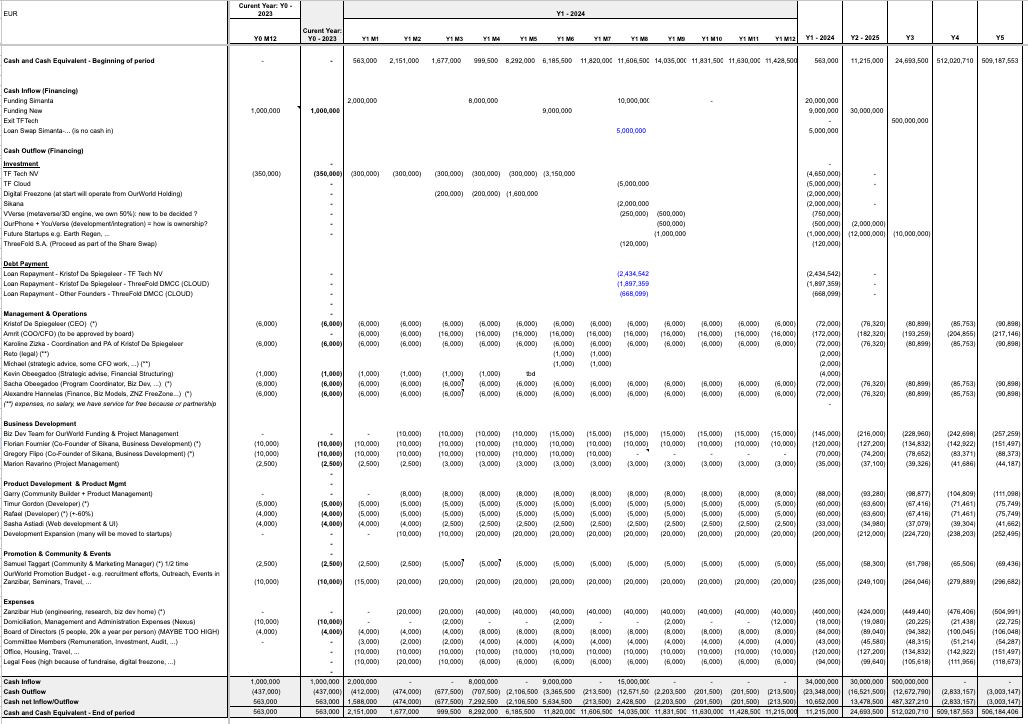 EUR Curent Year: Y0 - 2023 Y1 - 2024
Y0 M12 Curent Year: Y0 - 2023 Y1 M1 Y1 M2 Y1 M3 Y1 M4 Y1 M5 Y1 M6 Y1 M7 Y1 M8 Y1 M9 Y1 M10 Y1 M11 Y1 M12 Y1 - 2024 Y2 - 2025 Y3 Y4 Y5
Cash and Cash Equivalent - Beginning of period - - 563,000 2,151,000 1,677,000 999,500 8,292,000 6,185,500 11,820,000 11,606,500 14,035,000 11,831,500 11,630,000 11,428,500 563,000 11,215,000 24,693,500 512,020,710 509,187,553
Cash Inflow (Financing)
Funding Simanta 2,000,000 8,000,000 10,000,000 - 20,000,000
Funding New 1,000,000 1,000,000 9,000,000 9,000,000 30,000,000
Exit TFTech - 500,000,000
Loan Swap Simanta-... (is no cash in) 5,000,000 5,000,000
Cash Outflow (Financing)
Investment - -
TF Tech NV (350,000) (350,000) (300,000) (300,000) (300,000) (300,000) (300,000) (3,150,000 (4,650,000) -
TF Cloud - (5,000,000 (5,000,000) -
Digital Freezone (at start will operate from OurWorld Holding) - (200,000) (200,000) (1,600,000 (2,000,000)
Sikana - (2,000,000 (2,000,000) -
VVerse (metaverse/3D engine, we own 50%): new to be decided ? - (250,000) (500,000) (750,000)
OurPhone + YouVerse (development/integration) = how is ownership? - (500,000) (500,000) (2,000,000)
Future Startups e.g. Earth Regen, ... - (1,000,000 (1,000,000) (12,000,000) (10,000,000)
ThreeFold S.A. (Proceed as part of the Share Swap) (120,000) (120,000)
Debt Payment -
Loan Repayment - Kristof De Spiegeleer - TF Tech NV - (2,434,542 (2,434,542) -
Loan Repayment - Kristof De Spiegeleer - ThreeFold DMCC (CLOUD) - (1,897,359 (1,897,359) -
Loan Repayment - Other Founders - ThreeFold DMCC (CLOUD) - (668,099) (668,099) -
-
Management & Operations -
Kristof De Spiegeleer (CEO) (*) (6,000) (6,000) (6,000) (6,000) (6,000) (6,000) (6,000) (6,000) (6,000) (6,000) (6,000) (6,000) (6,000) (6,000) (72,000) (76,320) (80,899) (85,753) (90,898)
Amrit (COO/CFO) (to be approved by board) - (6,000) (6,000) (16,000) (16,000) (16,000) (16,000) (16,000) (16,000) (16,000) (16,000) (16,000) (16,000) (172,000) (182,320) (193,259) (204,855) (217,146)
Karoline Zizka - Coordination and PA of Kristof De Spiegeleer (6,000) (6,000) (6,000) (6,000) (6,000) (6,000) (6,000) (6,000) (6,000) (6,000) (6,000) (6,000) (6,000) (6,000) (72,000) (76,320) (80,899) (85,753) (90,898)
Reto (legal) (**) (1,000) (1,000) (2,000)
Michael (strategic advise, some CFO work, ...) (**) (1,000) (1,000) (2,000)
Kevin Obeegadoo (Strategic advise, Financial Structuring) (1,000) (1,000) (1,000) (1,000) (1,000) (1,000) tbd (4,000)
Sacha Obeegadoo (Program Coordinator, Biz Dev, ...) (*) (6,000) (6,000) (6,000) (6,000) (6,000) (6,000) (6,000) (6,000) (6,000) (6,000) (6,000) (6,000) (6,000) (6,000) (72,000) (76,320) (80,899) (85,753) (90,898)
Alexandre Hannelas (Finance, Biz Models, ZNZ FreeZone...) (*) (6,000) (6,000) (6,000) (6,000) (6,000) (6,000) (6,000) (6,000) (6,000) (6,000) (6,000) (6,000) (6,000) (6,000) (72,000) (76,320) (80,899) (85,753) (90,898)
(**) expenses, no salary, we have service for free because or partnership -
Business Development -
Biz Dev Team for OurWorld Funding & Project Management - - - (10,000) (10,000) (10,000) (10,000) (15,000) (15,000) (15,000) (15,000) (15,000) (15,000) (15,000) (145,000) (216,000) (228,960) (242,698) (257,259)
Florian Fournier (Co-Founder of Sikana, Business Development) (*) (10,000) (10,000) (10,000) (10,000) (10,000) (10,000) (10,000) (10,000) (10,000) (10,000) (10,000) (10,000) (10,000) (10,000) (120,000) (127,200) (134,832) (142,922) (151,497)
Gregory Flipo (Co-Founder of Sikana, Business Development) (*) (10,000) (10,000) (10,000) (10,000) (10,000) (10,000) (10,000) (10,000) (10,000) - - - - - (70,000) (74,200) (78,652) (83,371) (88,373)
Marion Ravarino (Project Management) (2,500) (2,500) (2,500) (3,000) (3,000) (3,000) (3,000) (3,000) (3,000) (3,000) (3,000) (3,000) (3,000) (3,000) (35,000) (37,100) (39,326) (41,686) (44,187)
-
Product Development & Product Mgmt -
Garry (Community Builder + Product Management) - - - (8,000) (8,000) (8,000) (8,000) (8,000) (8,000) (8,000) (8,000) (8,000) (8,000) (8,000) (88,000) (93,280) (98,877) (104,809) (111,098)
Timur Gordon (Developer) (*) (5,000) (5,000) - (5,000) (5,000) (5,000) (5,000) (5,000) (5,000) (5,000) (5,000) (5,000) (5,000) (5,000) (60,000) (63,600) (67,416) (71,461) (75,749)
Rafael (Developer) (*) (+-60%) (4,000) (4,000) (5,000) (5,000) (5,000) (5,000) (5,000) (5,000) (5,000) (5,000) (5,000) (5,000) (5,000) (5,000) (60,000) (63,600) (67,416) (71,461) (75,749)
Sasha Astiadi (Web development & UI) (4,000) (4,000) (4,000) (4,000) (2,500) (2,500) (2,500) (2,500) (2,500) (2,500) (2,500) (2,500) (2,500) (2,500) (33,000) (34,980) (37,079) (39,304) (41,662)
Development Expansion (many will be moved to startups) - - (10,000) (20,000) (20,000) (20,000) (20,000) (20,000) (20,000) (20,000) (20,000) (20,000) (20,000) (200,000) (212,000) (224,720) (238,203) (252,495)
-
Promotion & Community & Events -
Samuel Taggart (Community & Marketing Manager) (*) 1/2 time (2,500) (2,500) (2,500) (2,500) (5,000) (5,000) (5,000) (5,000) (5,000) (5,000) (5,000) (5,000) (5,000) (5,000) (55,000) (58,300) (61,798) (65,506) (69,436)
OurWorld Promotion Budget - e.g. recruitment efforts, Outreach, Events in
Zanzibar, Seminars, Travel, ... (10,000) (10,000) (15,000) (20,000) (20,000) (20,000) (20,000) (20,000) (20,000) (20,000) (20,000) (20,000) (20,000) (20,000) (235,000) (249,100) (264,046) (279,889) (296,682)
Expenses -
Zanzibar Hub (engineering, research, biz dev home) (*) - - - (20,000) (20,000) (40,000) (40,000) (40,000) (40,000) (40,000) (40,000) (40,000) (40,000) (40,000) (400,000) (424,000) (449,440) (476,406) (504,991)
Domiciliation, Management and Administration Expenses (Nexus) (10,000) (10,000) - - (2,000) - - (2,000) - - (2,000) - - (12,000) (18,000) (19,080) (20,225) (21,438) (22,725)
Board of Directors (5 people, 20k a year per person) (MAYBE TOO HIGH) (4,000) (4,000) (4,000) (4,000) (4,000) (8,000) (8,000) (8,000) (8,000) (8,000) (8,000) (8,000) (8,000) (8,000) (84,000) (89,040) (94,382) (100,045) (106,048)
Committee Members (Remuneration, Investment, Audit, ...) - - (3,000) (2,000) (2,000) (4,000) (4,000) (4,000) (4,000) (4,000) (4,000) (4,000) (4,000) (4,000) (43,000) (45,580) (48,315) (51,214) (54,287)
Office, Housing, Travel, ... - (10,000) (10,000) (10,000) (10,000) (10,000) (10,000) (10,000) (10,000) (10,000) (10,000) (10,000) (10,000) (120,000) (127,200) (134,832) (142,922) (151,497)
Legal Fees (high because of fundraise, digital freezone, ...) - (10,000) (20,000) (10,000) (6,000) (6,000) (6,000) (6,000) (6,000) (6,000) (6,000) (6,000) (6,000) (94,000) (99,640) (105,618) (111,956) (118,673)
Cash Inflow 1,000,000 1,000,000 2,000,000 - - 8,000,000 - 9,000,000 - 15,000,000 - - - - 34,000,000 30,000,000 500,000,000 - -
Cash Outflow (437,000) (437,000) (412,000) (474,000) (677,500) (707,500) (2,106,500 (3,365,500 (213,500) (12,571,50 (2,203,500 (201,500) (201,500) (213,500) (23,348,000) (16,521,500) (12,672,790) (2,833,157) (3,003,147)
Cash net Inflow/Outflow 563,000 563,000 1,588,000 (474,000) (677,500) 7,292,500 (2,106,500 5,634,500 (213,500) 2,428,500 (2,203,500 (201,500) (201,500) (213,500) 10,652,000 13,478,500 487,327,210 (2,833,157) (3,003,147)
Cash and Cash Equivalent - End of period 563,000 563,000 2,151,000 1,677,000 999,500 8,292,000 6,185,500 11,820,000 11,606,500 14,035,000 11,831,500 11,630,000 11,428,500 11,215,000 11,215,000 24,693,500 512,020,710 509,187,553 506,184,406